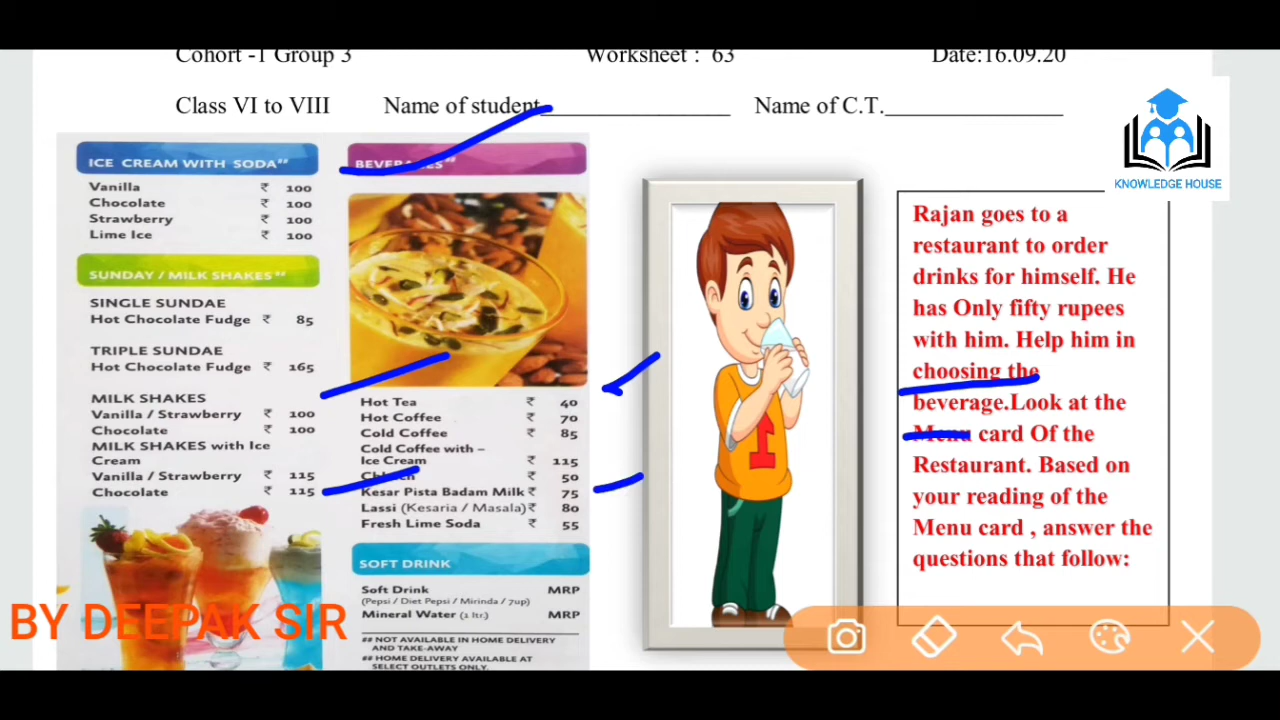 Cohort -1 Group 3 Worksheet : 63 Date:16.09.20
Class VI to VIII Name of student_________________ Name of C.T._______________
KNOWLEDGE HOUSE
ICE CREAM WITH SODA##
Vanilla ₹ 100
Chocolate ₹ 100
Strawberry ₹ 100
Lime Ice ₹ 100
SUNDAY / MILK SHAKES##
SINGLE SUNDAE
Hot Chocolate Fudge ₹ 85
TRIPLE SUNDAE
Hot Chocolate Fudge ₹ 165
MILK SHAKES
Vanilla / Strawberry ₹ 100
Chocolate ₹ 100
MILK SHAKES with Ice
Cream
Vanilla / Strawberry ₹ 115
Chocolate ₹ 115
BEVERAGES##
Hot Tea ₹ 40
Hot Coffee ₹ 70
Cold Coffee ₹ 85
Cold Coffee with –
Ice Cream ₹ 115
₹ 50
Kesar Pista Badam Milk ₹ 75
Lassi (Kesaria / Masala) ₹ 80
Fresh Lime Soda ₹ 55
SOFT DRINK
Soft Drink MRP
(Pepsi / Diet Pepsi / Mirinda / 7up)
Mineral Water (1 ltr.) MRP
## NOT AVAILABLE IN HOME DELIVERY
AND TAKE-AWAY
## HOME DELIVERY AVAILABLE AT
SELECT OUTLETS ONLY.
Rajan goes to a
restaurant to order
drinks for himself. He
has Only fifty rupees
with him. Help him in
choosing the
beverage.Look at the
Menu card Of the
Restaurant. Based on
your reading of the
Menu card , answer the
questions that follow:
BY DEEPAK SIR